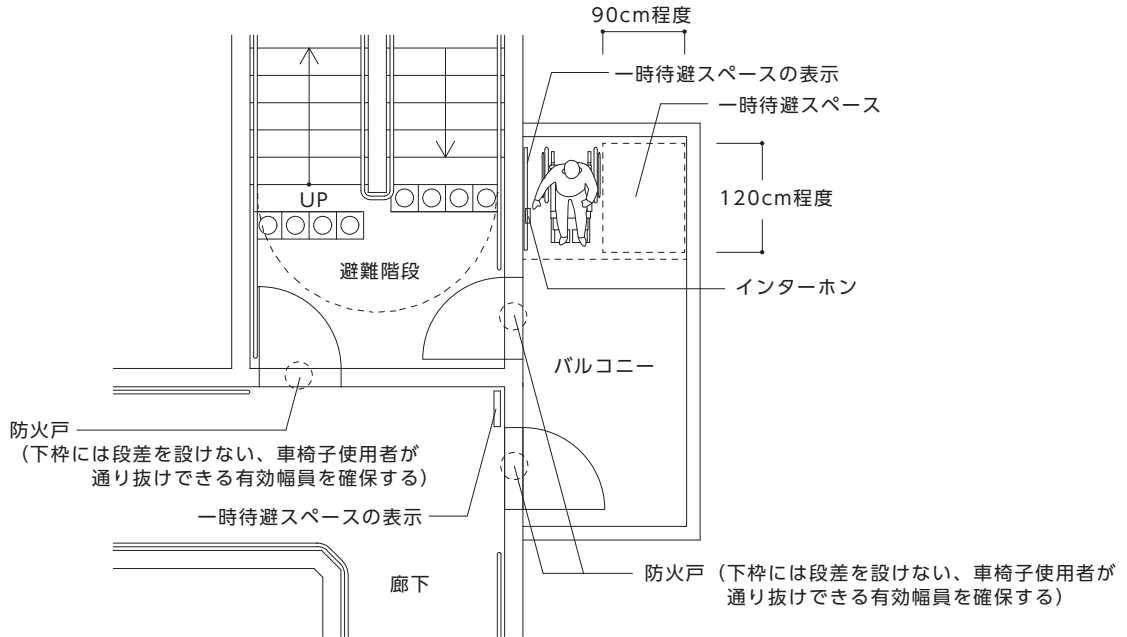 90cm程度
一時待避スペースの表示
一時待避スペース
120cm程度
UP
避難階段
インターホン
バルコニー
防火戸
（下枠には段差を設けない、車椅子使用者が
通り抜けできる有効幅員を確保する）
一時待避スペースの表示
廊下
防火戸（下枠には段差を設けない、車椅子使用者が
通り抜けできる有効幅員を確保する）